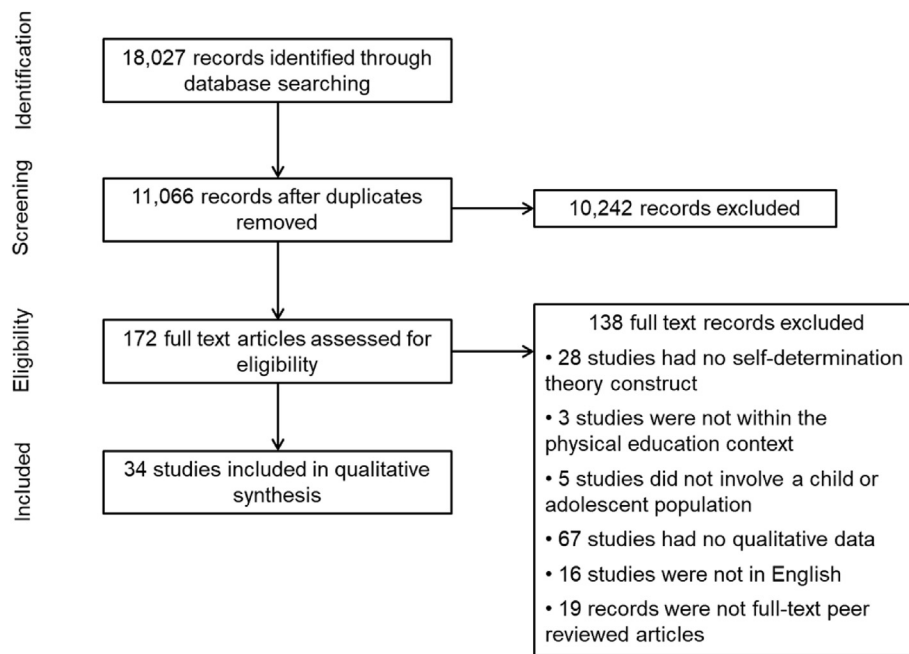 Identification
18,027 records identified through
database searching
Screening
11,066 records after duplicates
removed
10,242 records excluded
Eligibility
172 full text articles assessed for
eligibility
138 full text records excluded
• 28 studies had no self-determination
theory construct
• 3 studies were not within the
physical education context
• 5 studies did not involve a child or
adolescent population
• 67 studies had no qualitative data
• 16 studies were not in English
• 19 records were not full-text peer
reviewed articles
Included
34 studies included in qualitative
synthesis